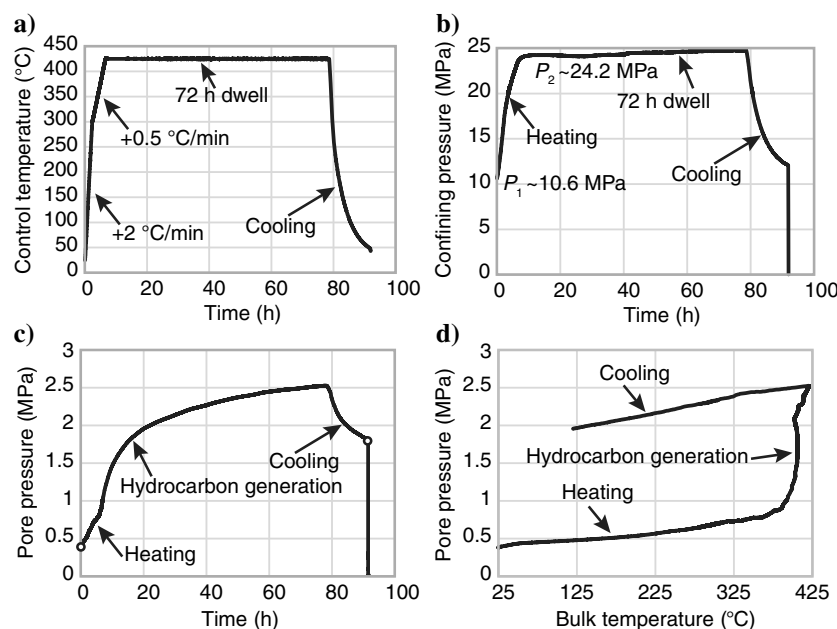 a)
450
400
350
300
250
200
150
100
50
0
Control temperature (°C)
72 h dwell
+0.5 °C/min
+2 °C/min
Cooling
0 20 40 60 80 100
Time (h)
b)
25
20
15
10
5
0
Confining pressure (MPa)
P2 ~24.2 MPa
72 h dwell
Heating
P1 ~10.6 MPa
Cooling
0 20 40 60 80 100
Time (h)
c)
3
2.5
2
1.5
1
0.5
0
Pore pressure (MPa)
Cooling
Hydrocarbon generation
Heating
0 20 40 60 80 100
Time (h)
d)
3
2.5
2
1.5
1
0.5
0
Pore pressure (MPa)
Cooling
Hydrocarbon generation
Heating
25 125 225 325 425
Bulk temperature (°C)